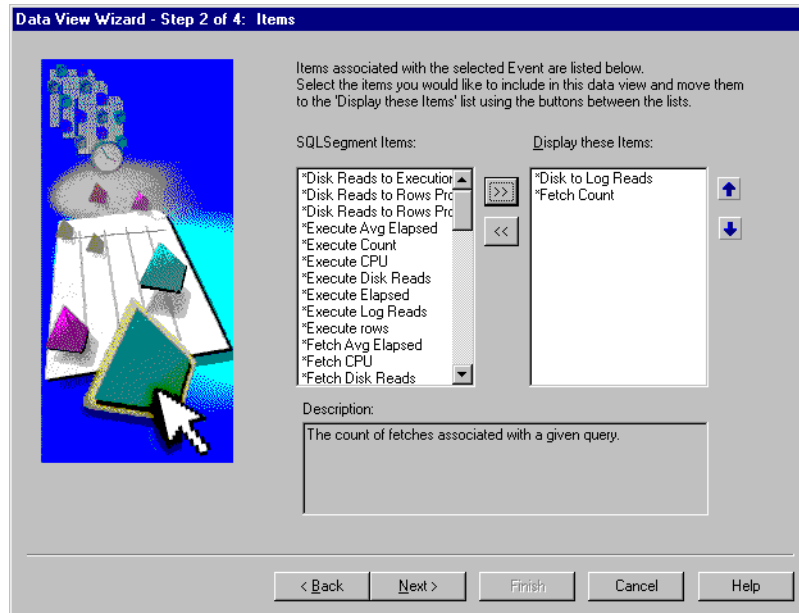 Data View Wizard - Step 2 of 4: Items
Items associated with the selected Event are listed below.
Select the items you would like to include in this data view and move them
to the 'Display these Items' list using the buttons between the lists.
SQLSegment Items:
*Disk Reads to Execution
*Disk Reads to Rows Pro
*Disk Reads to Rows Pro
*Execute Avg Elapsed
*Execute Count
*Execute CPU
*Execute Disk Reads
*Execute Elapsed
*Execute Log Reads
*Execute rows
*Fetch Avg Elapsed
*Fetch CPU
*Fetch Disk Reads
>>
<<
Display these Items:
*Disk to Log Reads
*Fetch Count
Description:
The count of fetches associated with a given query.
< Back
Next >
Finish
Cancel
Help